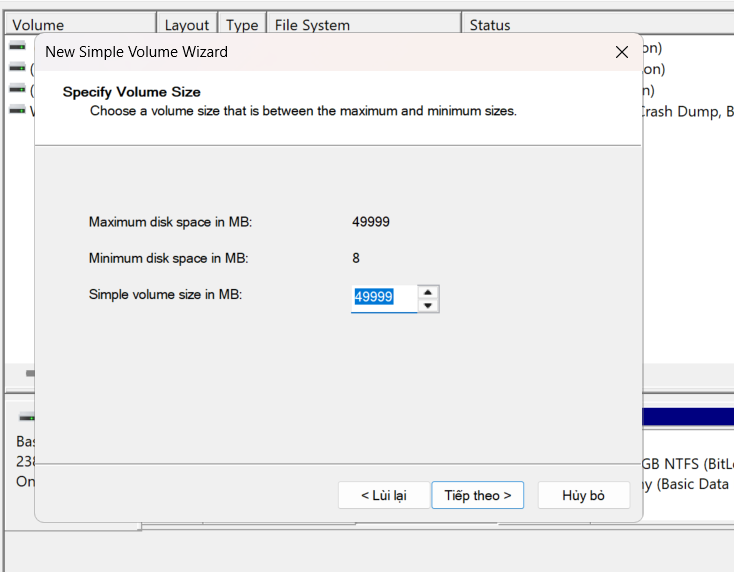 Volume Layout Type File System Status
New Simple Volume Wizard
Specify Volume Size
Choose a volume size that is between the maximum and minimum sizes.
on)
on)
n)
Crash Dump, B
Maximum disk space in MB: 49999
Minimum disk space in MB: 8
Simple volume size in MB: 49999
Bas
238
On
GB NTFS (BitLo
hy (Basic Data
< Lùi lại Tiếp theo > Hủy bỏ